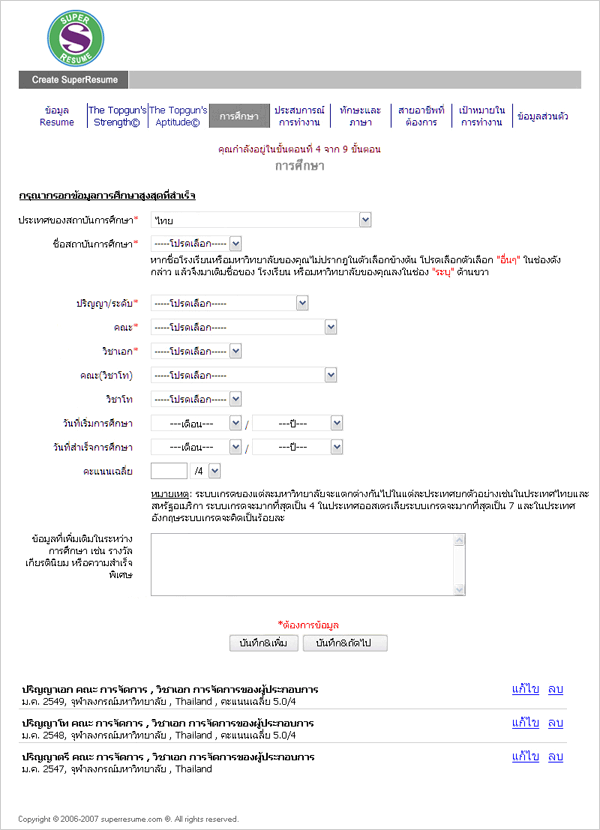 SUPER
S
RESUME
Create SuperResume
ข้อมูล Resume
The Topgun's Strength©
The Topgun's Aptitude©
การศึกษา
ประสบการณ์การทำงาน
ทักษะและภาษา
สายอาชีพที่ต้องการ
เป้าหมายในการทำงาน
ข้อมูลส่วนตัว
คุณกำลังอยู่ในขั้นตอนที่ 4 จาก 9 ขั้นตอน
การศึกษา
กรุณากรอกข้อมูลการศึกษาสูงสุดที่สำเร็จ
ประเทศของสถาบันการศึกษา* ไทย
ชื่อสถาบันการศึกษา* -----โปรดเลือก-----
หากชื่อโรงเรียนหรือมหาวิทยาลัยของคุณไม่ปรากฏในตัวเลือกข้างต้น โปรดเลือกตัวเลือก "อื่นๆ" ในช่องดัง
กล่าว แล้วจึงมาเติมชื่อของ โรงเรียน หรือมหาวิทยาลัยของคุณลงในช่อง "ระบุ" ด้านขวา
ปริญญา/ระดับ* -----โปรดเลือก-----
คณะ* -----โปรดเลือก-----
วิชาเอก* -----โปรดเลือก-----
คณะ(วิชาโท) -----โปรดเลือก-----
วิชาโท -----โปรดเลือก-----
วันที่เริ่มการศึกษา ---เดือน--- / ---ปี---
วันที่สำเร็จการศึกษา ---เดือน--- / ---ปี---
คะแนนเฉลี่ย /4
หมายเหตุ: ระบบเกรดของแต่ละมหาวิทยาลัยจะแตกต่างกันไปในแต่ละประเทศยกตัวอย่างเช่นในประเทศไทยและ
สหรัฐอเมริกา ระบบเกรดจะมากที่สุดเป็น 4 ในประเทศออสเตรเลียระบบเกรดจะมากที่สุดเป็น 7 และในประเทศ
อังกฤษระบบเกรดจะคิดเป็นร้อยละ
ข้อมูลที่เพิ่มเติมในระหว่าง
การศึกษา เช่น รางวัล
เกียรตินิยม หรือความสำเร็จ
พิเศษ
*ต้องการข้อมูล
บันทึก&เพิ่ม บันทึก&ถัดไป
ปริญญาเอก คณะ การจัดการ , วิชาเอก การจัดการของผู้ประกอบการ แก้ไข ลบ
ม.ค. 2549, จุฬาลงกรณ์มหาวิทยาลัย , Thailand , คะแนนเฉลี่ย 5.0/4
ปริญญาโท คณะ การจัดการ , วิชาเอก การจัดการของผู้ประกอบการ แก้ไข ลบ
ม.ค. 2548, จุฬาลงกรณ์มหาวิทยาลัย , Thailand , คะแนนเฉลี่ย 5.0/4
ปริญญาตรี คณะ การจัดการ , วิชาเอก การจัดการของผู้ประกอบการ แก้ไข ลบ
ม.ค. 2547, จุฬาลงกรณ์มหาวิทยาลัย , Thailand
Copyright © 2006-2007 superresume.com ®. All rights reserved.